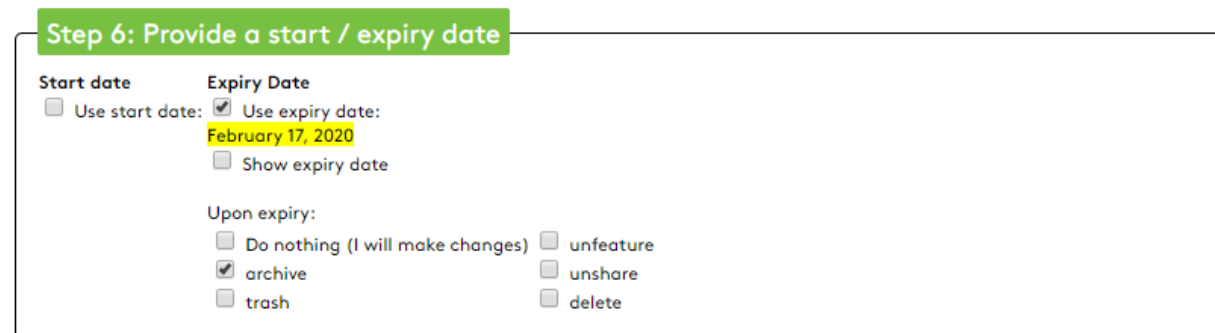 Step 6: Provide a start / expiry date
Start date Expiry Date
Use start date: Use expiry date:
February 17, 2020
Show expiry date
Upon expiry:
Do nothing (I will make changes) unfeature
archive unshare
trash delete